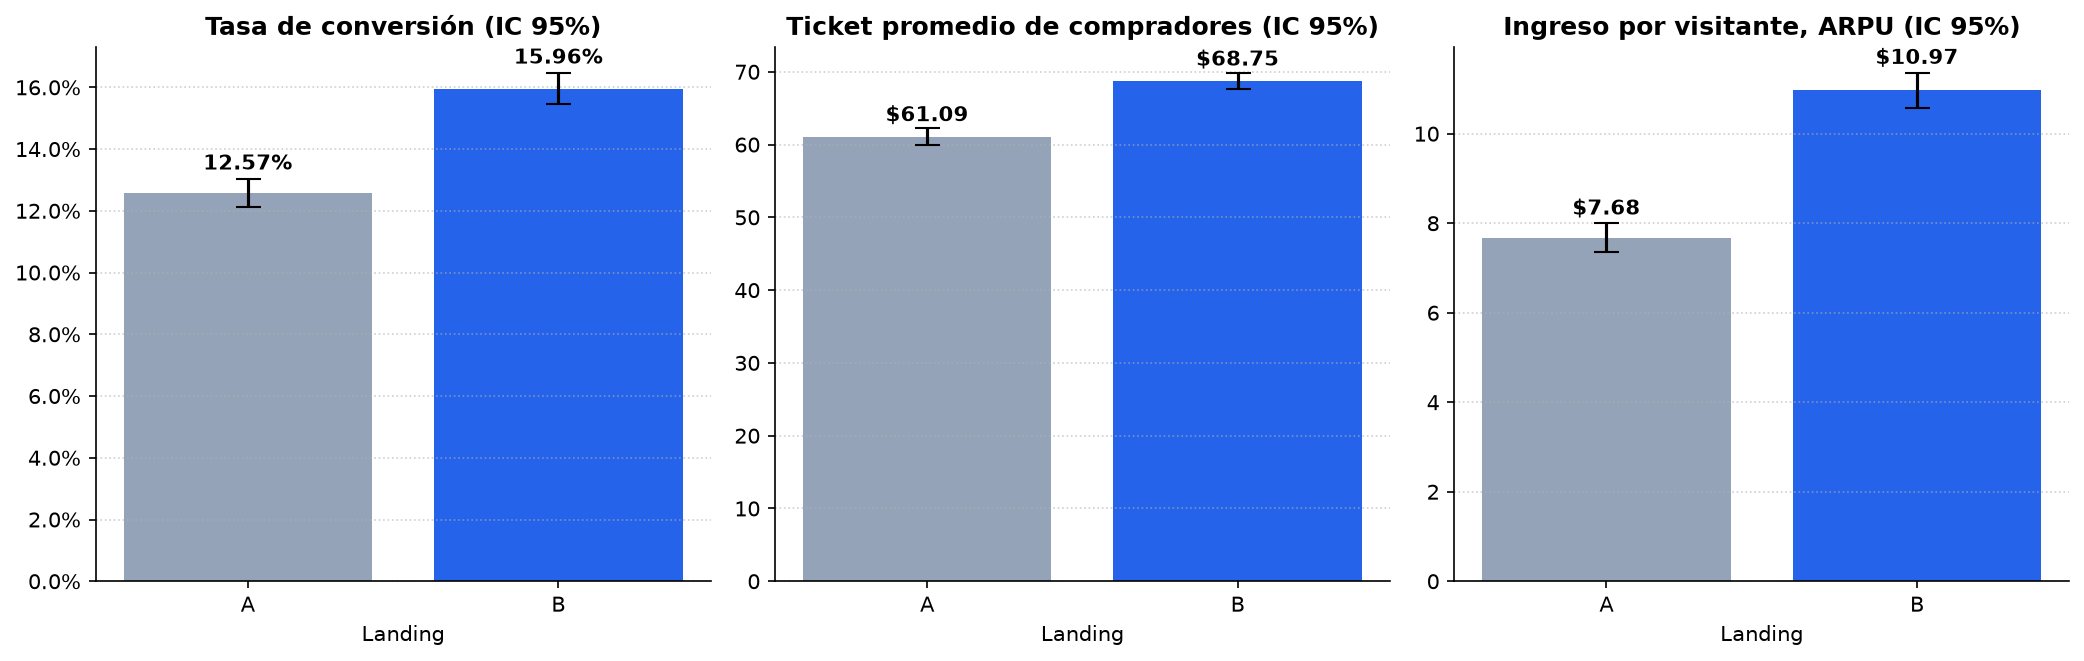 Tasa de conversión (IC 95%)
15.96%
12.57%
16.0%
14.0%
12.0%
10.0%
8.0%
6.0%
4.0%
2.0%
0.0%
A
B
Landing
Ticket promedio de compradores (IC 95%)
$68.75
$61.09
70
60
50
40
30
20
10
0
A
B
Landing
Ingreso por visitante, ARPU (IC 95%)
$10.97
$7.68
10
8
6
4
2
0
A
B
Landing